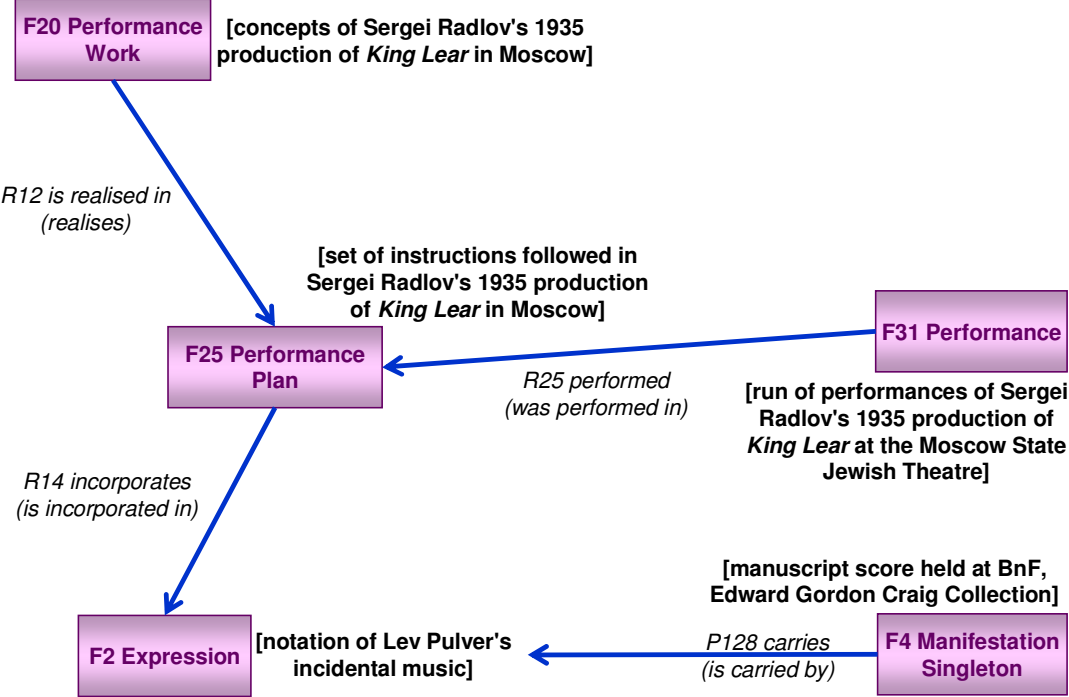 F20 Performance
Work
[concepts of Sergei Radlov's 1935
production of King Lear in Moscow]
R12 is realised in
(realises)
[set of instructions followed in
Sergei Radlov's 1935 production
of King Lear in Moscow]
F25 Performance
Plan
F31 Performance
R25 performed
(was performed in)
[run of performances of Sergei
Radlov's 1935 production of
King Lear at the Moscow State
Jewish Theatre]
R14 incorporates
(is incorporated in)
[manuscript score held at BnF,
Edward Gordon Craig Collection]
F2 Expression
[notation of Lev Pulver's
incidental music]
P128 carries
(is carried by)
F4 Manifestation
Singleton